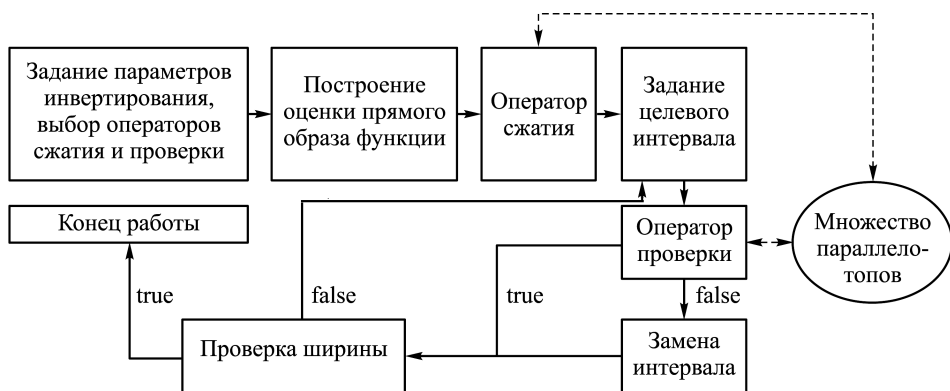 Задание параметров
инвертирования,
выбор операторов
сжатия и проверки
Построение
оценки прямого
образа функции
Оператор
сжатия
Задание
целевого
интервала
Конец работы
Оператор
проверки
Множество
параллело-
топов
true
false
true
false
Проверка ширины
Замена
интервала